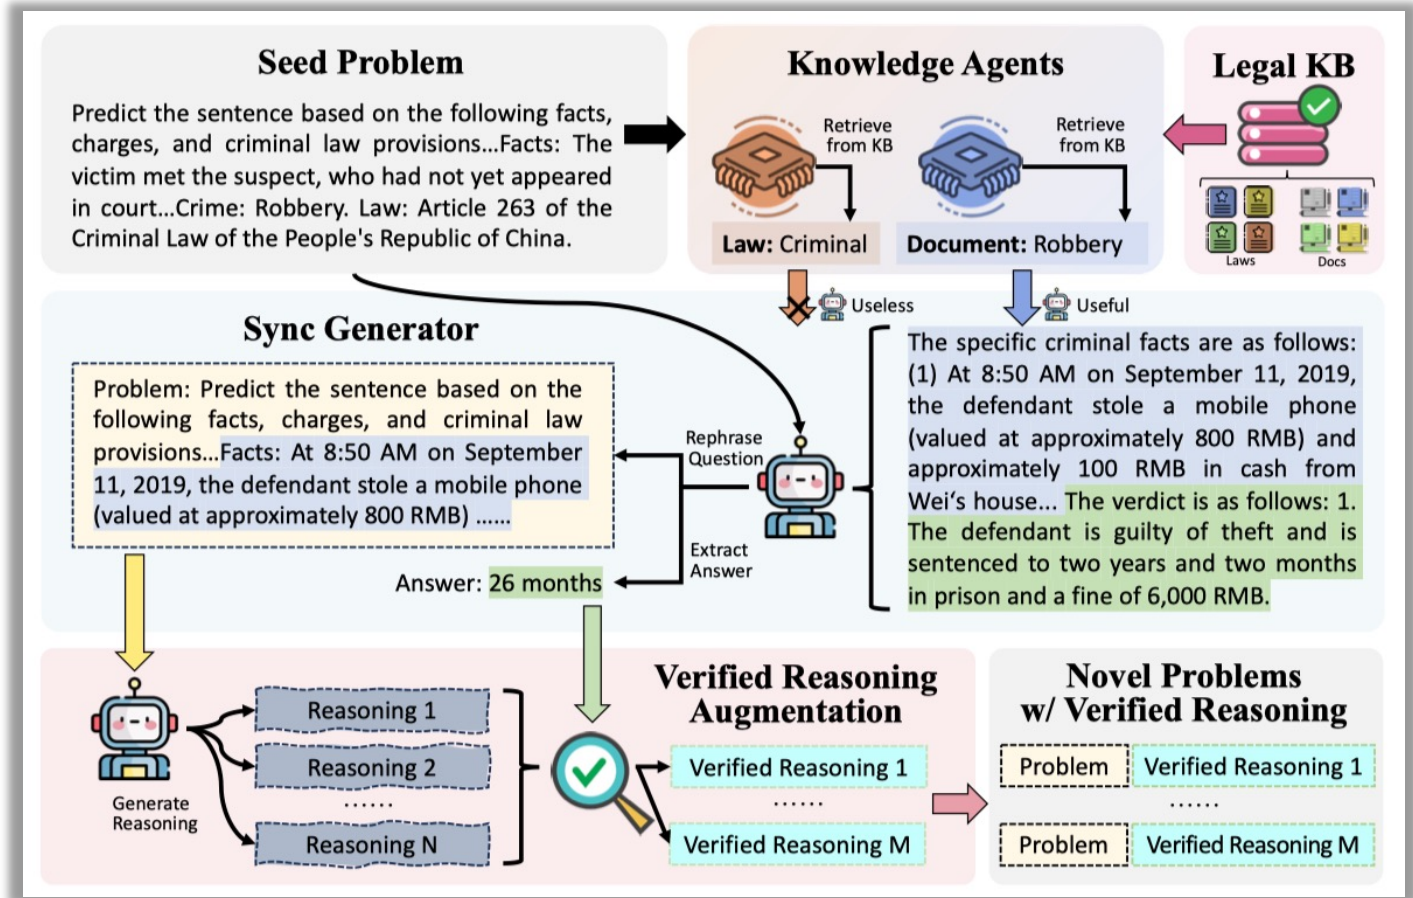 Seed Problem
Predict the sentence based on the following facts,
charges, and criminal law provisions...Facts: The
victim met the suspect, who had not yet appeared
in court...Crime: Robbery. Law: Article 263 of the
Criminal Law of the People's Republic of China.
Knowledge Agents
Retrieve
from KB
Retrieve
from KB
Law: Criminal
Document: Robbery
Legal KB
Laws
Docs
Useless
Useful
Sync Generator
Problem: Predict the sentence based on the
following facts, charges, and criminal law
provisions...Facts: At 8:50 AM on September
11, 2019, the defendant stole a mobile phone
(valued at approximately 800 RMB) ......
Rephrase
Question
Extract
Answer
Answer: 26 months
The specific criminal facts are as follows:
(1) At 8:50 AM on September 11, 2019,
the defendant stole a mobile phone
(valued at approximately 800 RMB) and
approximately 100 RMB in cash from
Wei's house... The verdict is as follows: 1.
The defendant is guilty of theft and is
sentenced to two years and two months
in prison and a fine of 6,000 RMB.
Generate
Reasoning
Reasoning 1
Reasoning 2
......
Reasoning N
Verified Reasoning
Augmentation
Verified Reasoning 1
......
Verified Reasoning M
Novel Problems
w/ Verified Reasoning
Problem Verified Reasoning 1
......
Problem Verified Reasoning M